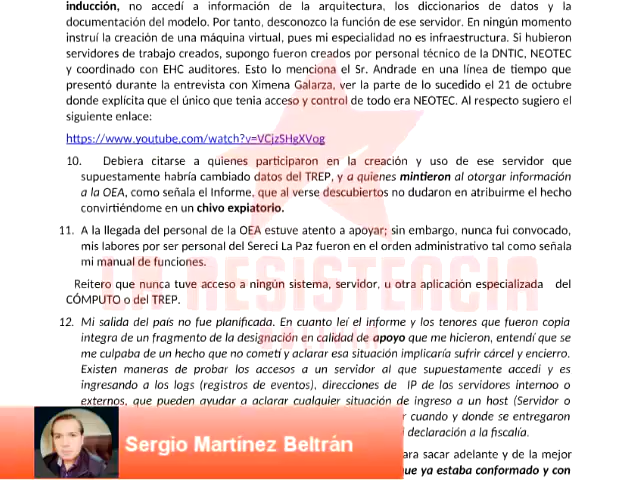 inducción, no accedí a información de la arquitectura, los diccionarios de datos y la
documentación del modelo. Por tanto, desconozco la función de ese servidor. En ningún momento
instruí la creación de una máquina virtual, pues mi especialidad no es infraestructura. Si hubieron
servidores de trabajo creados, supongo fueron creados por personal técnico de la DNTIC, NEOTEC
y coordinado con EHC auditores. Esto lo menciona el Sr. Andrade en una línea de tiempo que
presentó durante la entrevista con Ximena Galarza, ver la parte de lo sucedido el 21 de octubre
donde explícita que el único que tenia acceso y control de todo era NEOTEC. Al respecto sugiero el
siguiente enlace:
https://www.youtube.com/watch?v=VCjzSHgXVog
10. Debiera citarse a quienes participaron en la creación y uso de ese servidor que
supuestamente habría cambiado datos del TREP, y a quienes mintieron al otorgar información
a la OEA, como señala el Informe, que al verse descubiertos no dudaron en atribuirme el hecho
convirtiéndome en un chivo expiatorio.
11. A la llegada del personal de la OEA estuve atento a apoyar; sin embargo, nunca fui convocado,
mis labores por ser personal del Sereci La Paz fueron en el orden administrativo tal como señala
mi manual de funciones.
Reitero que nunca tuve acceso a ningún sistema, servidor, u otra aplicación especializada del
CÓMPUTO o del TREP.
LA RESISTENCIA
12. Mi salida del país no fue planificada. En cuanto leí el informe y los tenores que fueron copia
integra de un fragmento de la designación en calidad de apoyo que me hicieron, entendí que se
me culpaba de un hecho que no cometí y aclarar esa situación implicaría sufrir cárcel y encierro.
Existen maneras de probar los accesos a un servidor al que supuestamente accedi y es
ingresando a los logs (registros de eventos), direcciones de IP de los servidores internoo o
externos, que pueden ayudar a aclarar cualquier situación de ingreso a un host (Servidor o
cuando y donde se entregaron
declaración a la fiscalía.
para sacar adelante y de la mejor
que ya estaba conformado y con
Sergio Martínez Beltrán